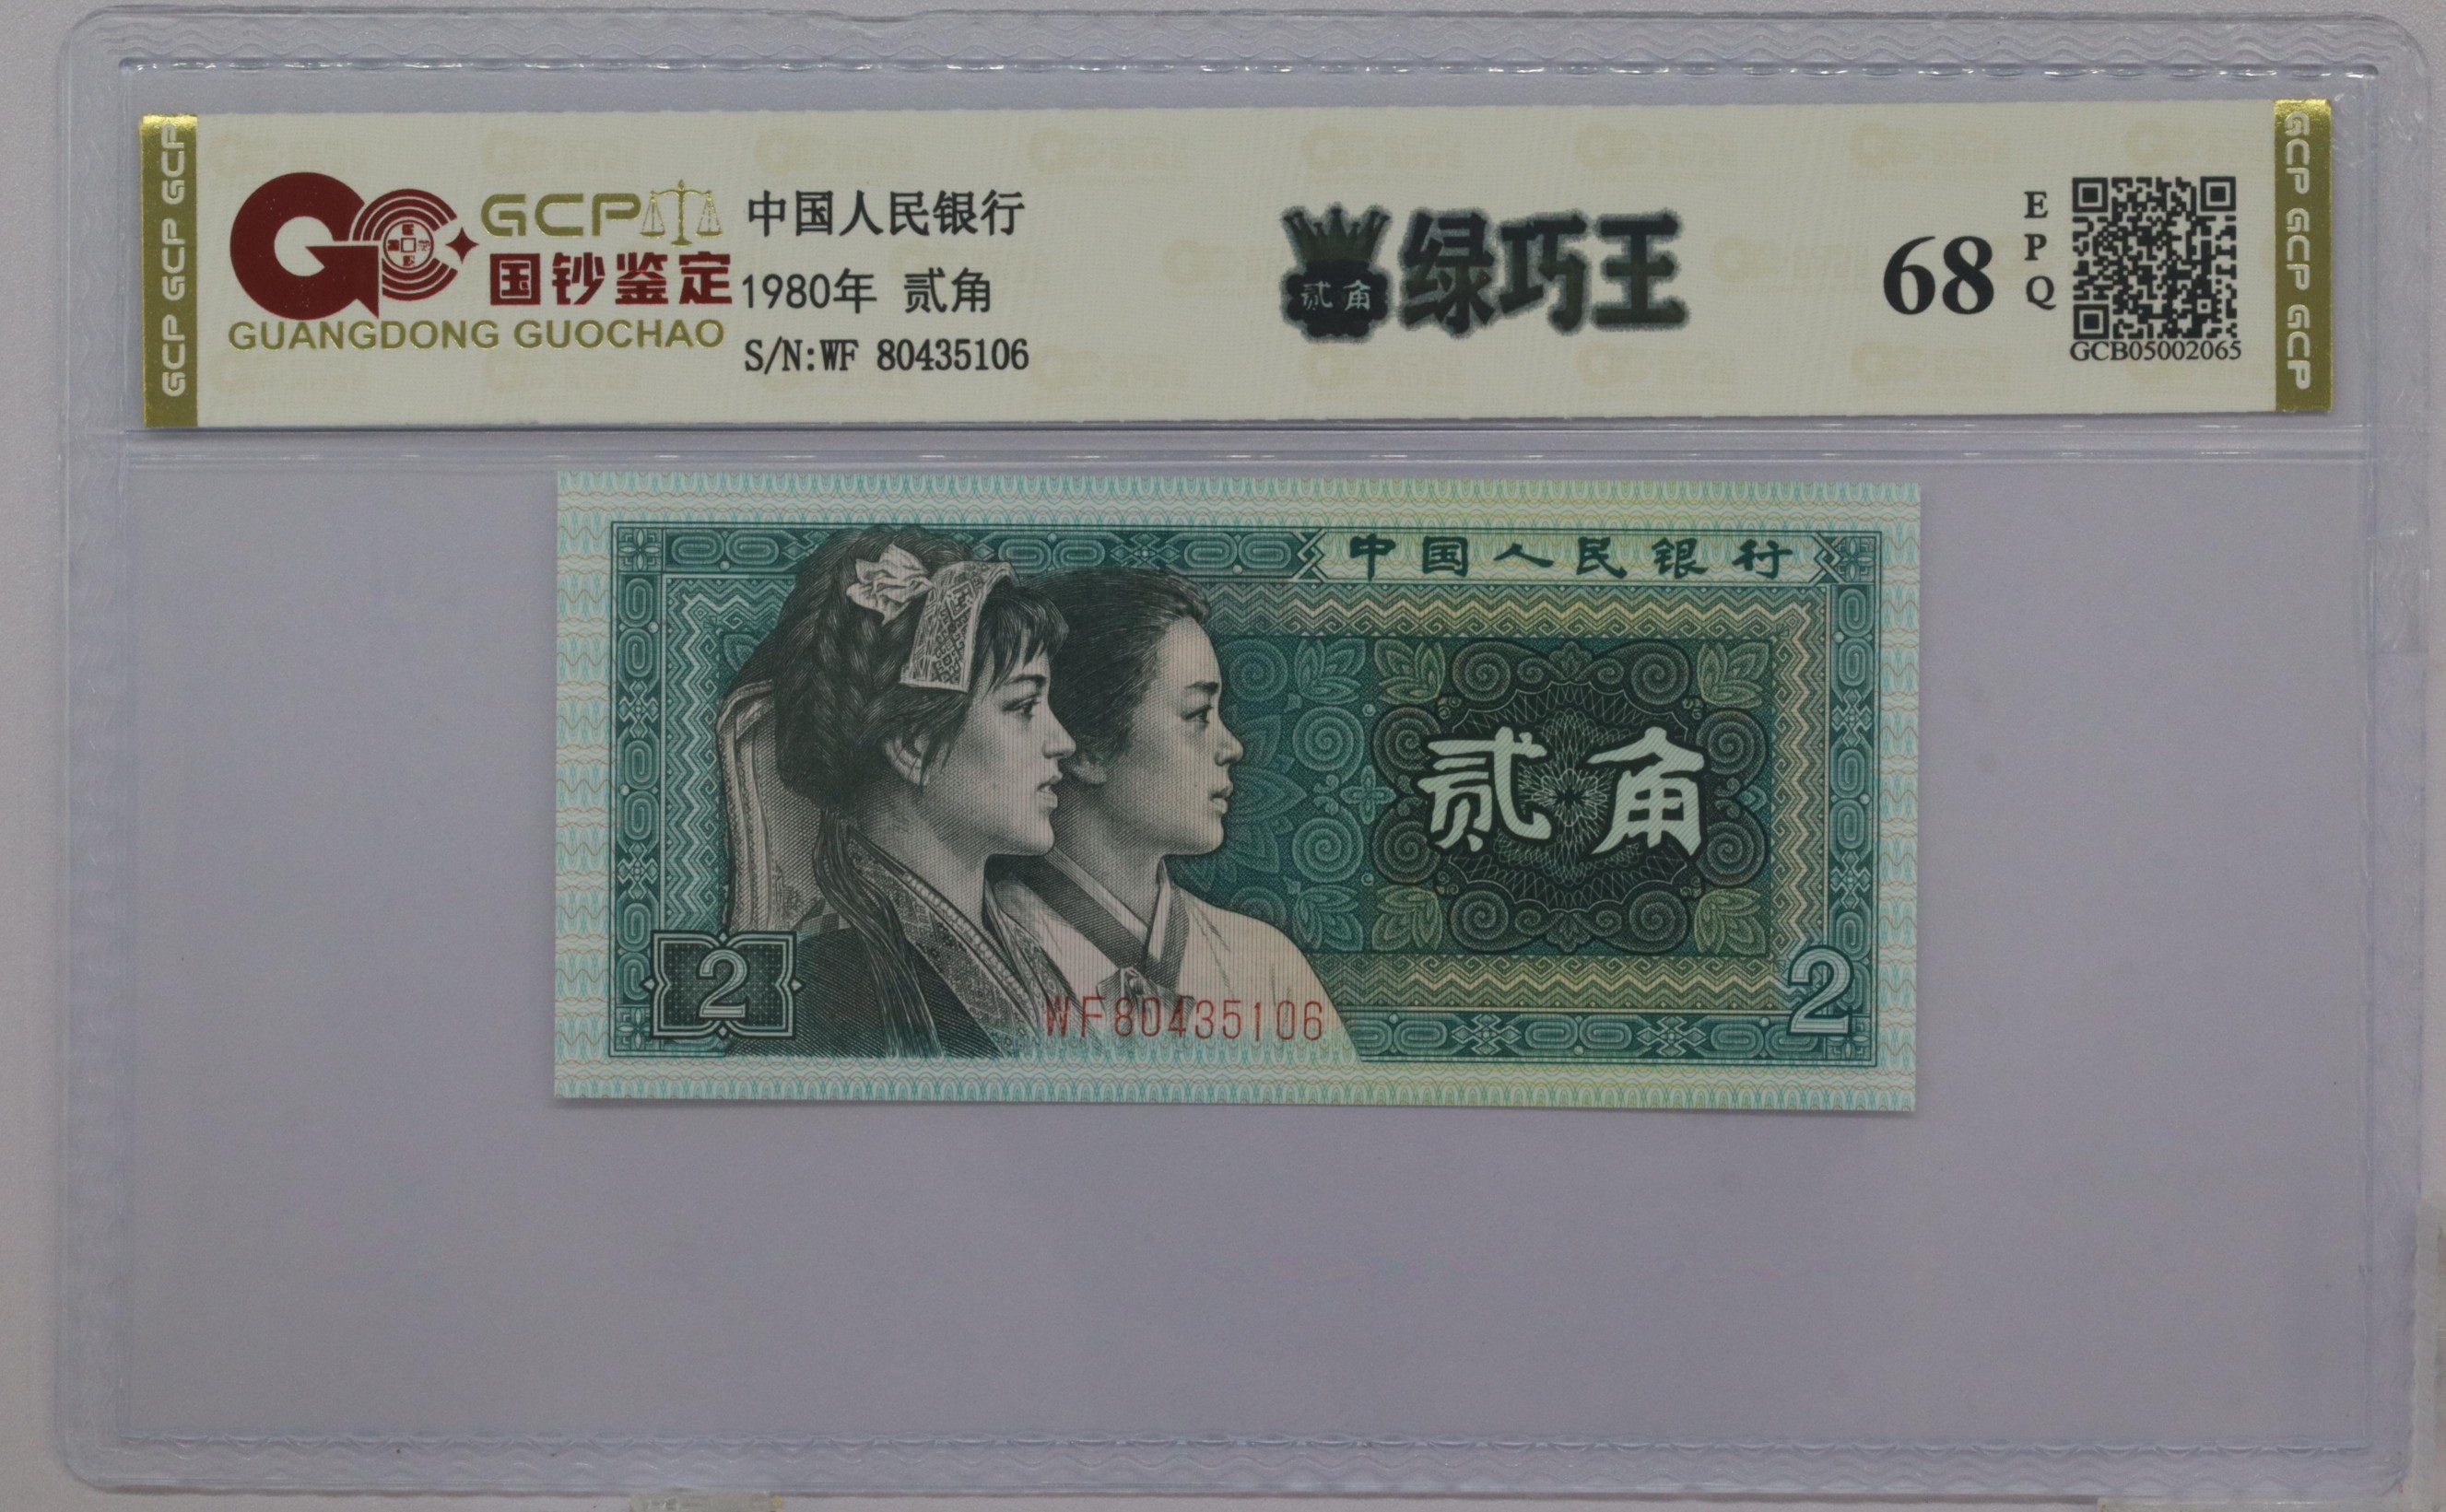 GCP GCP GCP
GCP
国钞鉴定
GUANGDONG GUOCHAO
中国人民银行
1980年 贰角
S/N:WF 80435106
贰角
绿巧王
68
EPQ
GCB05002065
GCP GCP GCP
中国人民银行
贰角
2
WF80435106
2